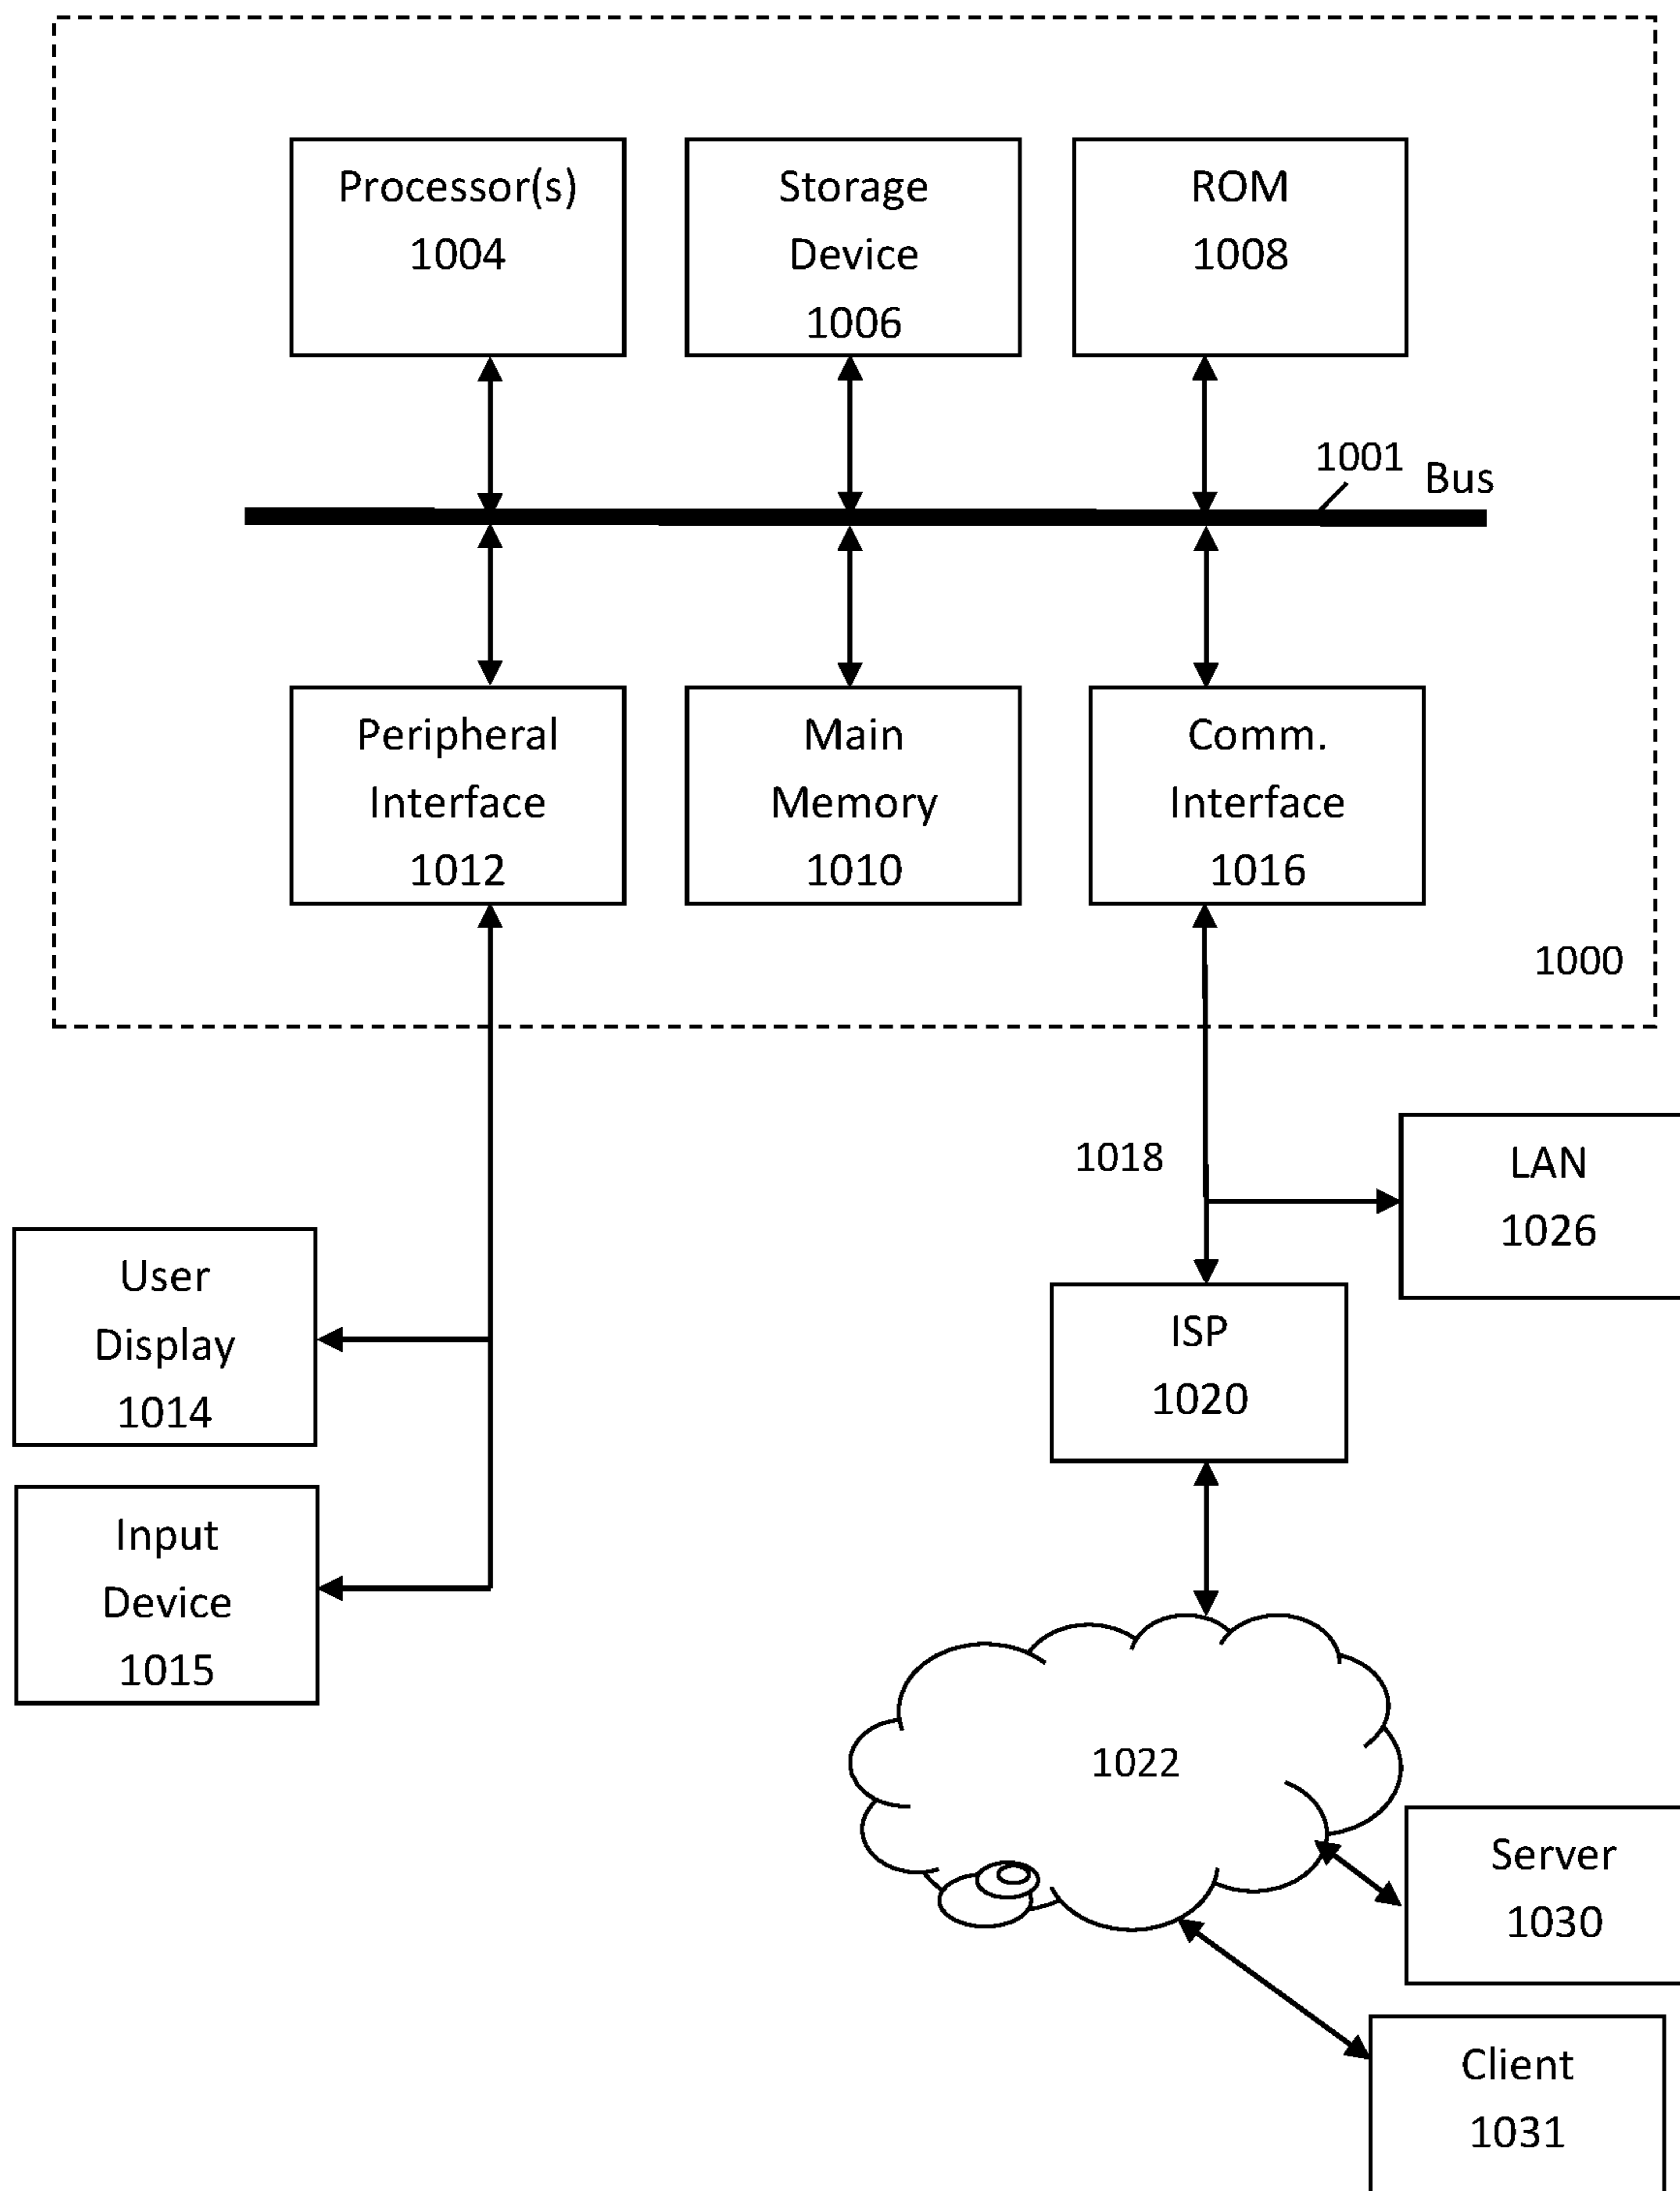 Processor(s)
1004
Storage
Device
1006
ROM
1008
1001
Bus
Peripheral
Interface
1012
Main
Memory
1010
Comm.
Interface
1016
1000
1018
LAN
1026
User
Display
1014
ISP
1020
Input
Device
1015
1022
Server
1030
Client
1031